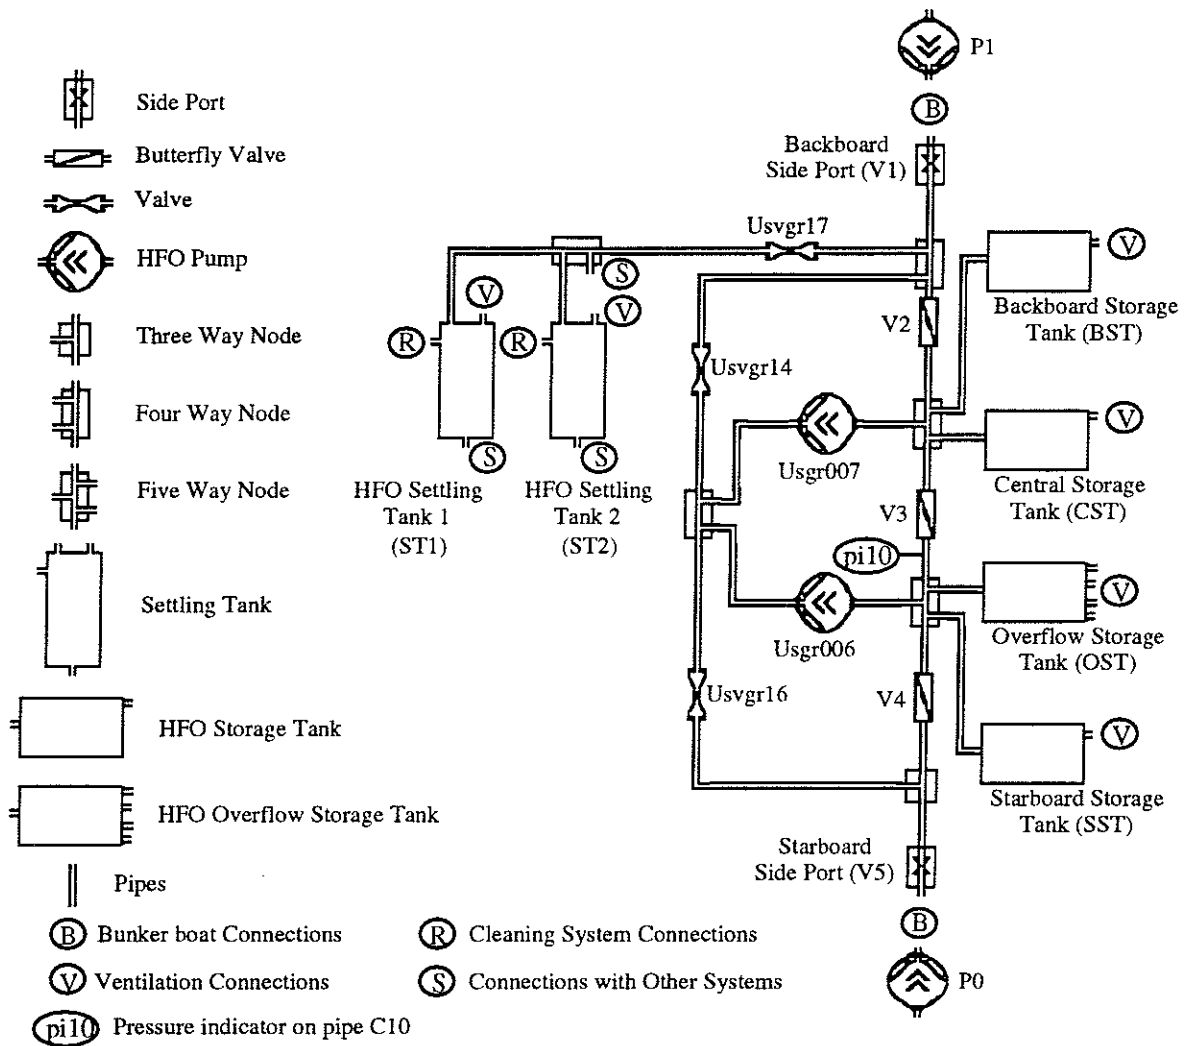 P1
B
Side Port
Backboard
Side Port (V1)
Butterfly Valve
Valve
Usvgr17
HFO Pump
S
V
V
V
Backboard Storage
Tank (BST)
V2
Three Way Node
R
R
Usvgr14
Four Way Node
V
Usgr007
S
S
Five Way Node
HFO Settling
Tank 1
(ST1)
HFO Settling
Tank 2
(ST2)
Central Storage
Tank (CST)
V3
pi10
V
Settling Tank
Usgr006
Overflow Storage
Tank (OST)
Usvgr16
V4
HFO Storage Tank
V
Starboard Storage
Tank (SST)
HFO Overflow Storage Tank
Starboard
Side Port (V5)
Pipes
B
B Bunker boat Connections
R Cleaning System Connections
V Ventilation Connections
S Connections with Other Systems
P0
pi10 Pressure indicator on pipe C10